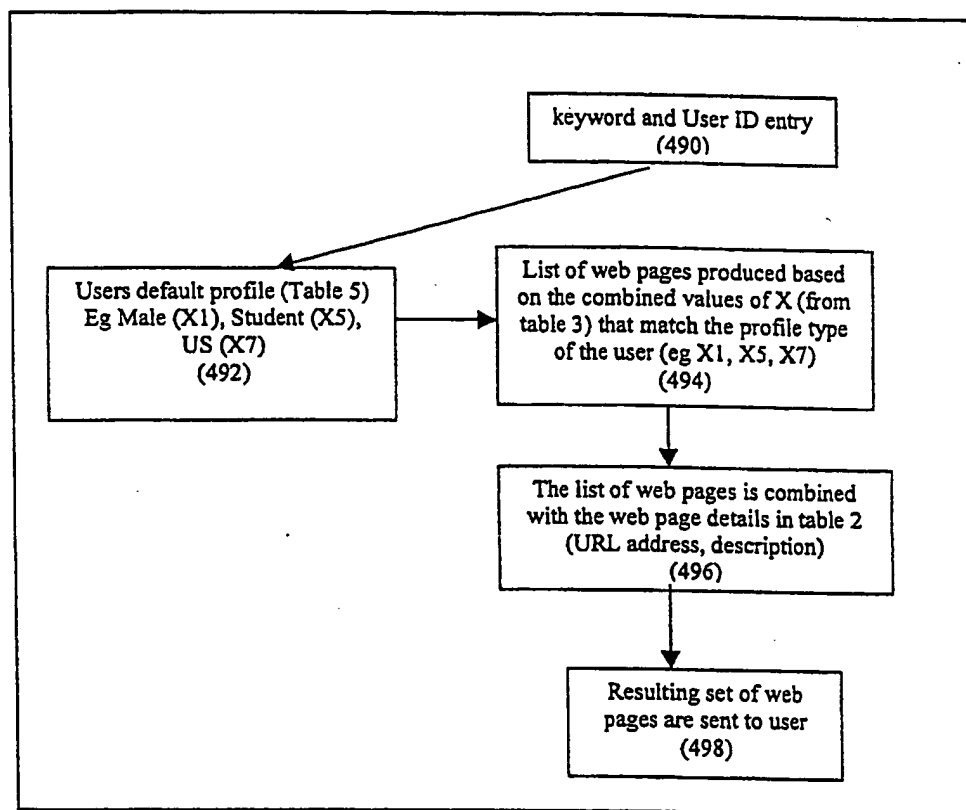 keyword and User ID entry
(490)
Users default profile (Table 5)
Eg Male (X1), Student (X5),
US (X7)
(492)
List of web pages produced based
on the combined values of X (from
table 3) that match the profile type
of the user (eg X1, X5, X7)
(494)
The list of web pages is combined
with the web page details in table 2
(URL address, description)
(496)
Resulting set of web
pages are sent to user
(498)